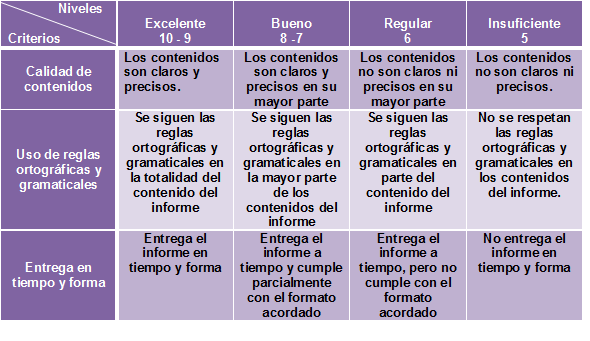 Niveles
Criterios
Excelente
10 - 9
Bueno
8 -7
Regular
6
Insuficiente
5
Calidad de
contenidos
Los contenidos
son claros y
precisos.
Los contenidos
son claros y
precisos en su
mayor parte
Los contenidos
no son claros ni
precisos en su
mayor parte
Los contenidos
no son claros ni
precisos.
Uso de reglas
ortográficas y
gramaticales
Se siguen las
reglas
ortográficas y
gramaticales en
la totalidad del
contenido del
informe
Se siguen las
reglas
ortográficas y
gramaticales en
la mayor parte
de los
contenidos del
informe
Se siguen las
reglas
ortográficas y
gramaticales en
parte del
contenido del
informe
No se respetan
las reglas
ortográficas y
gramaticales en
los contenidos
del informe.
Entrega en
tiempo y forma
Entrega el
informe en
tiempo y forma
Entrega el
informe a
tiempo y cumple
parcialmente
con el formato
acordado
Entrega el
informe a
tiempo, pero no
cumple con el
formato
acordado
No entrega el
informe en
tiempo y forma